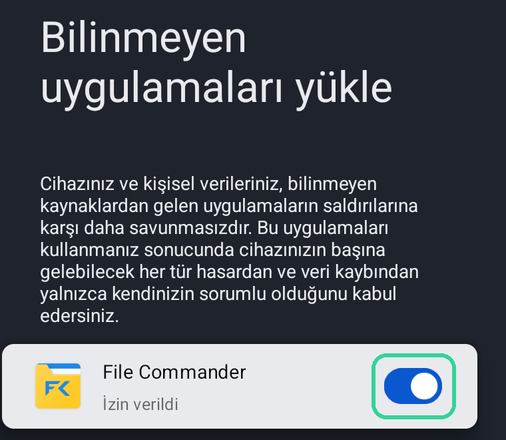 Bilinmeyen
uygulamaları yükle
Cihazınız ve kişisel verileriniz, bilinmeyen
kaynaklardan gelen uygulamaların saldırılarına
karşı daha savunmasızdır. Bu uygulamaları
kullanmanız sonucunda cihazınızın başına
gelebilecek her tür hasardan ve veri kaybından
yalnızca kendinizin sorumlu olduğunu kabul
edersiniz.
File Commander
İzin verildi